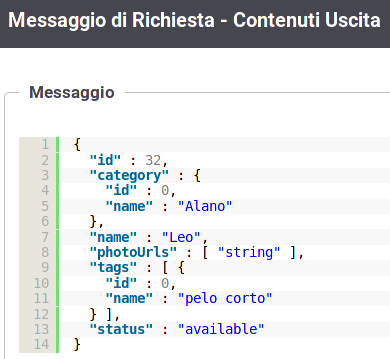 Messaggio di Richiesta - Contenuti Uscita
Messaggio
1 {
2 "id" : 32,
3 "category" : {
4 "id" : 0,
5 "name" : "Alano"
6 },
7 "name" : "Leo",
8 "photoUrls" : [ "string" ],
9 "tags" : [ {
10 "id" : 0,
11 "name" : "pelo corto"
12 } ],
13 "status" : "available"
14 }